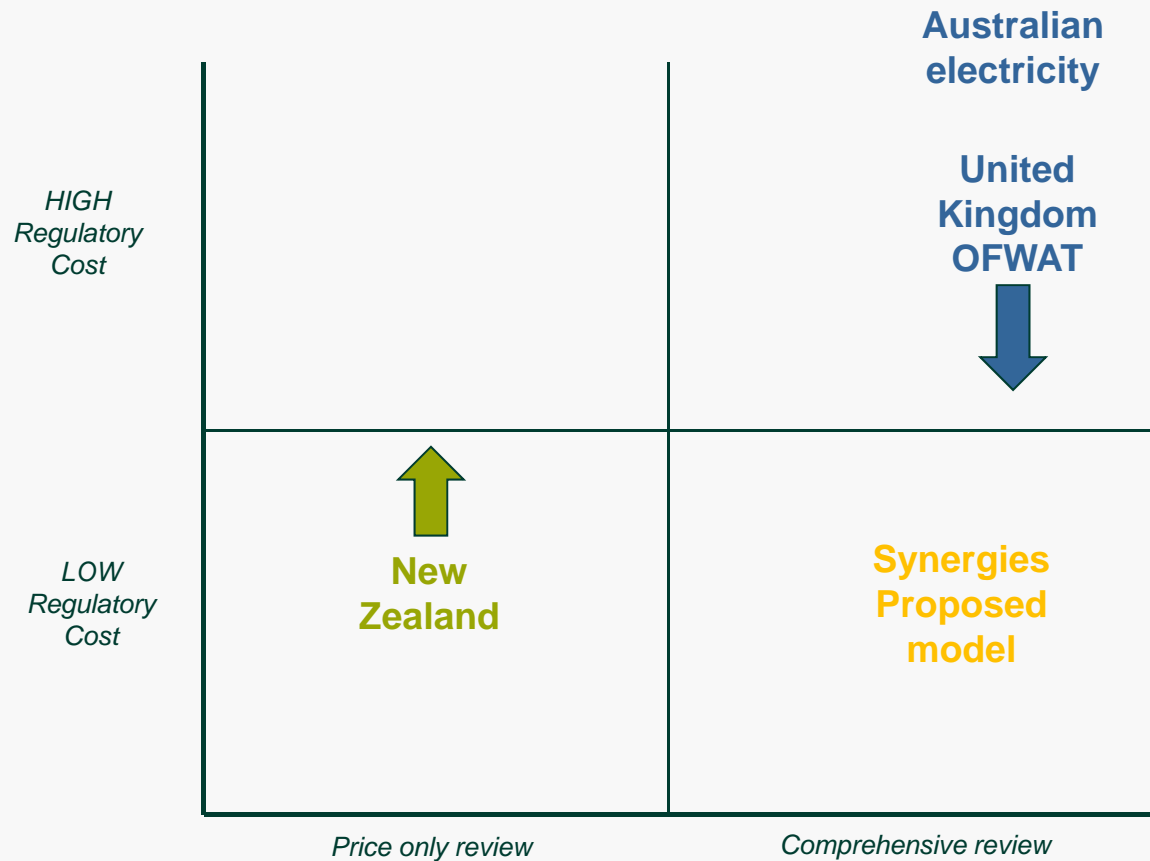 Australian
electricity
United
Kingdom
OFWAT
HIGH
Regulatory
Cost
New
Zealand
Synergies
Proposed
model
LOW
Regulatory
Cost
Price only review
Comprehensive review